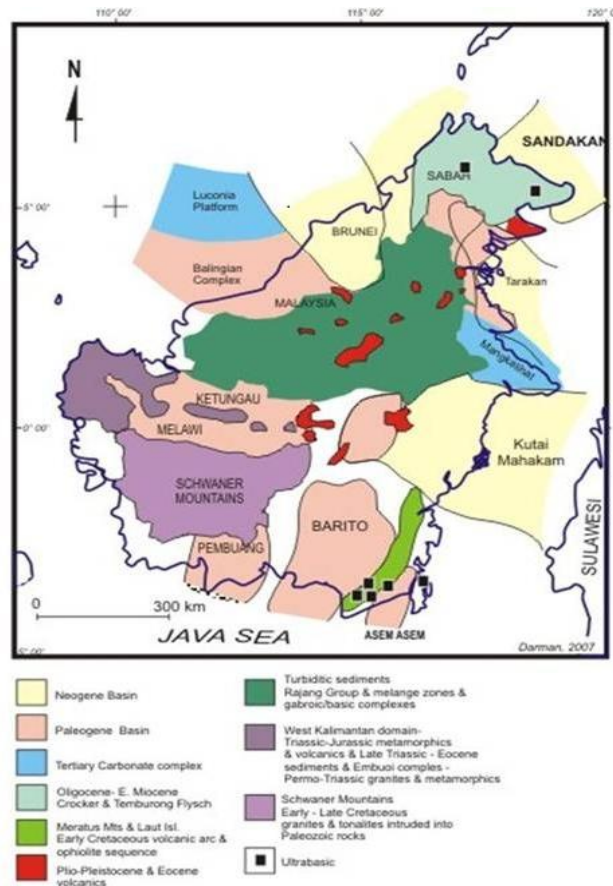 110° 00'
115° 00'
120° 0
N
SANDAKAN
SABAH
Luconia
Platform
5° 00'
BRUNEI
Balingian
Complex
Tarakan
MALAYSIA
Mangkalihat
KETUNGAU
0° 00'
MELAWI
Kutai
Mahakam
SCHWANER
MOUNTAINS
BARITO
PEMBUANG
SULAWESI
0
300 km
JAVA SEA
ASEM ASEM
Darman, 2007
5° 00'
Neogene Basin
Paleogene Basin
Tertiary Carbonate complex
Oligocene- E. Miocene
Crocker & Temburong Flysch
Meratus Mts & Laut Isl.
Early Cretaceous volcanic arc &
ophiolite sequence
Plio-Pleistocene & Eocene
volcanics
Turbiditic sediments
Rajang Group & melange zones &
gabroic/basic complexes
West Kalimantan domain-
Triassic-Jurassic metamorphics
& volcanics & Late Triassic - Eocene
sediments & Embuoi complex -
Permo-Triassic granites & metamorphics
Schwaner Mountains
Early - Late Cretaceous
granites & tonalites intruded into
Paleozoic rocks
Ultrabasic